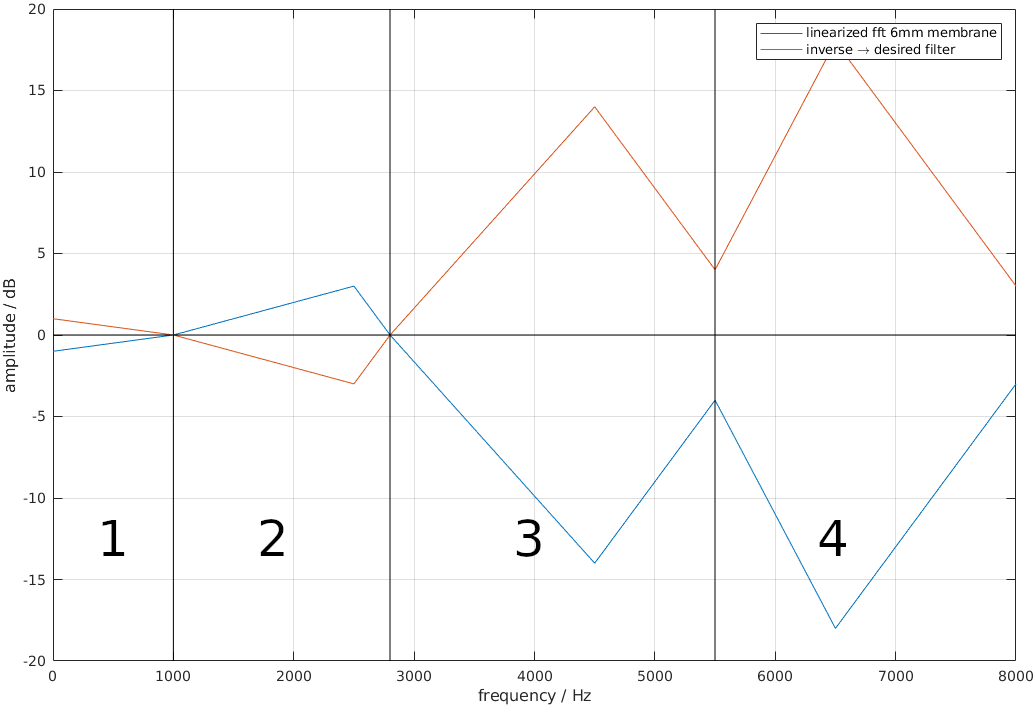 20
15
10
5
0
-5
-10
-15
-20
amplitude / dB
linearized fft 6mm membrane
inverse → desired filter
1 2 3 4
0 1000 2000 3000 4000 5000 6000 7000 8000
frequency / Hz